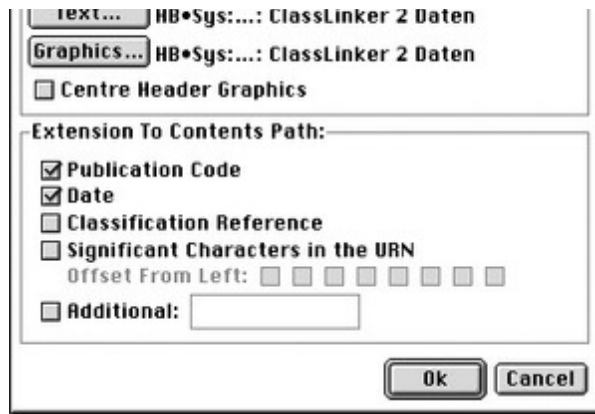 Text... HB•Sys:...: ClassLinker 2 Daten
Graphics... HB•Sys:...: ClassLinker 2 Daten
Centre Header Graphics
Extension To Contents Path:
Publication Code
Date
Classification Reference
Significant Characters in the URN
Offset From Left:
Additional:
Ok Cancel